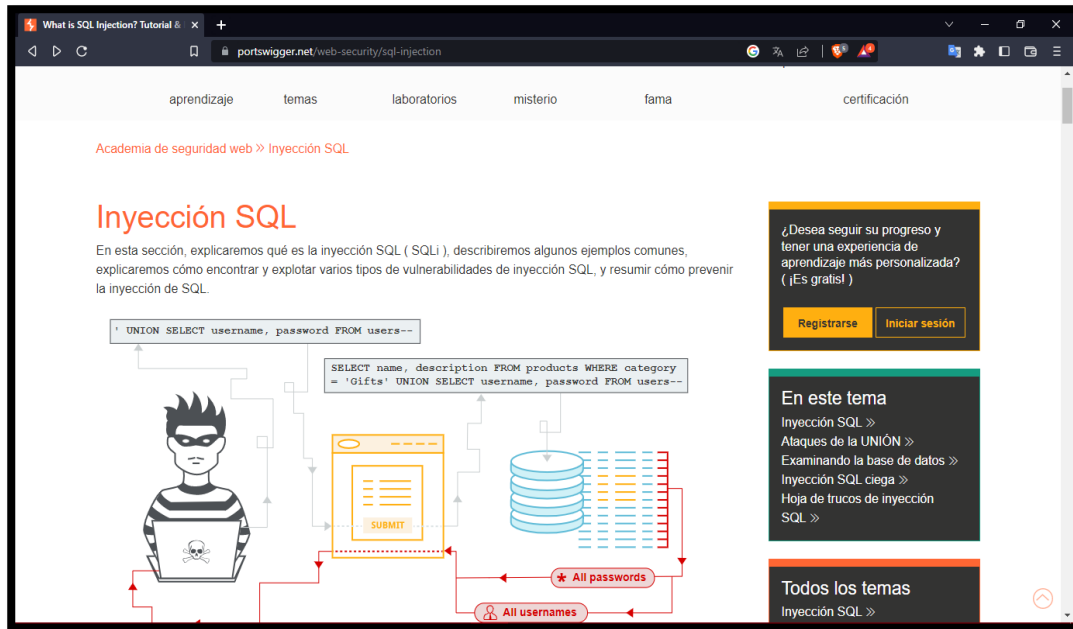 What is SQL Injection? Tutorial &
portswigger.net/web-security/sql-injection
aprendizaje temas laboratorios misterio fama certificación
Academia de seguridad web >> Inyección SQL
Inyección SQL
En esta sección, explicaremos qué es la inyección SQL ( SQLi ), describiremos algunos ejemplos comunes,
explicaremos cómo encontrar y explotar varios tipos de vulnerabilidades de inyección SQL, y resumir cómo prevenir
la inyección de SQL.
' UNION SELECT username, password FROM users--
SELECT name, description FROM products WHERE category
= 'Gifts' UNION SELECT username, password FROM users--
SUBMIT
* All passwords
All usernames
¿Desea seguir su progreso y
tener una experiencia de
aprendizaje más personalizada?
( ¡Es gratis! )
Registrarse Iniciar sesión
En este tema
Inyección SQL >>
Ataques de la UNIÓN >>
Examinando la base de datos >>
Inyección SQL ciega >>
Hoja de trucos de inyección
SQL >>
Todos los temas
Inyección SQL >>